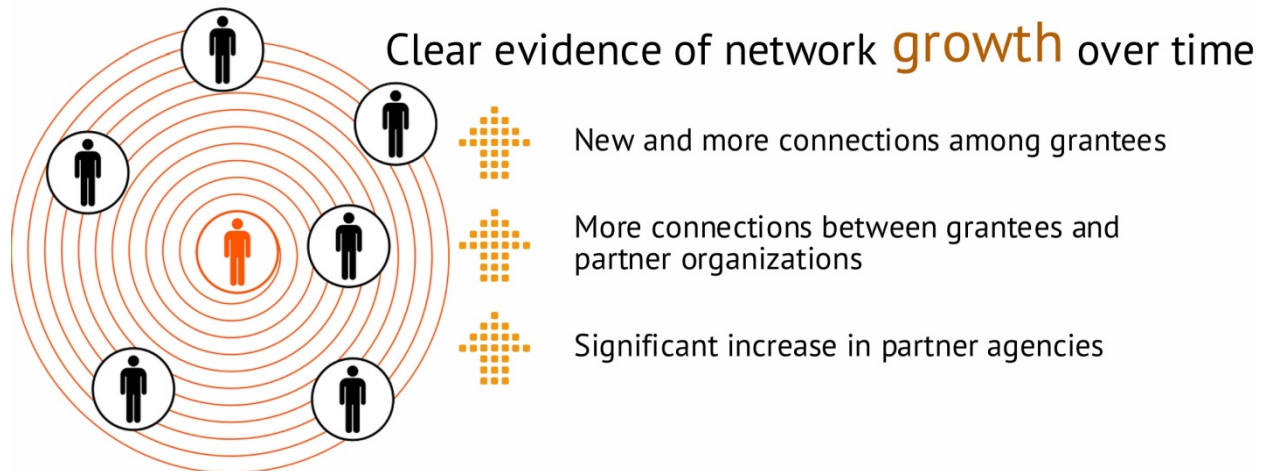 Clear evidence of network growth over time
New and more connections among grantees
More connections between grantees and
partner organizations
Significant increase in partner agencies